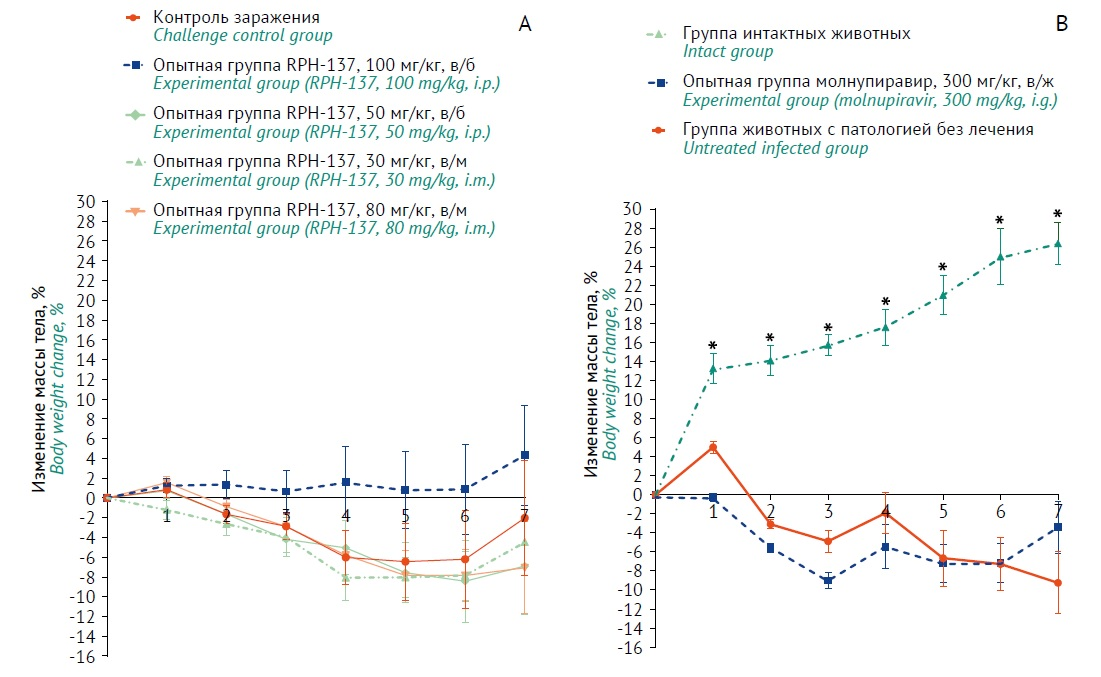 A
Контроль заражения
Challenge control group
Опытная группа RPH-137, 100 мг/кг, в/б
Experimental group (RPH-137, 100 mg/kg, i.p.)
Опытная группа RPH-137, 50 мг/кг, в/б
Experimental group (RPH-137, 50 mg/kg, i.p.)
Опытная группа RPH-137, 30 мг/кг, в/м
Experimental group (RPH-137, 30 mg/kg, i.m.)
Опытная группа RPH-137, 80 мг/кг, в/м
Experimental group (RPH-137, 80 mg/kg, i.m.)
Изменение массы тела, %
Body weight change, %
30
28
26
24
22
20
18
16
14
12
10
8
6
4
2
0
-2
-4
-6
-8
-10
-12
-14
-16
1 2 3 4 5 6 7
B
Группа интактных животных
Intact group
Опытная группа молнупиравир, 300 мг/кг, в/ж
Experimental group (molnupiravir, 300 mg/kg, i.g.)
Группа животных с патологией без лечения
Untreated infected group
Изменение массы тела, %
Body weight change, %
30
28
26
24
22
20
18
16
14
12
10
8
6
4
2
0
-2
-4
-6
-8
-10
-12
-14
-16
* * * * * * *
1 2 3 4 5 6 7